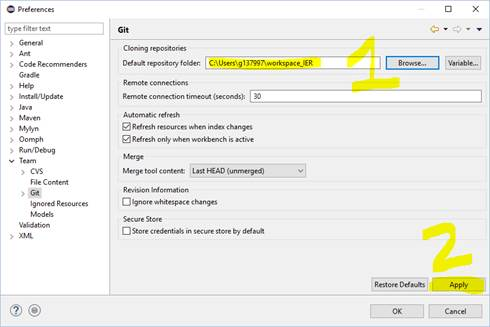 Preferences
type filter text
General
Ant
Code Recommenders
Gradle
Help
Install/Update
Java
Maven
Mylyn
Oomph
Run/Debug
Team
CVS
File Content
Git
Ignored Resources
Models
Validation
XML
Git
Cloning repositories
Default repository folder: C:\Users\g137997\workspace_IER Browse... Variable...
1
Remote connections
Remote connection timeout (seconds): 30
Automatic refresh
Refresh resources when index changes
Refresh only when workbench is active
Merge
Merge tool content: Last HEAD (unmerged)
Revision Information
Ignore whitespace changes
Secure Store
Store credentials in secure store by default
2
Restore Defaults Apply
OK Cancel